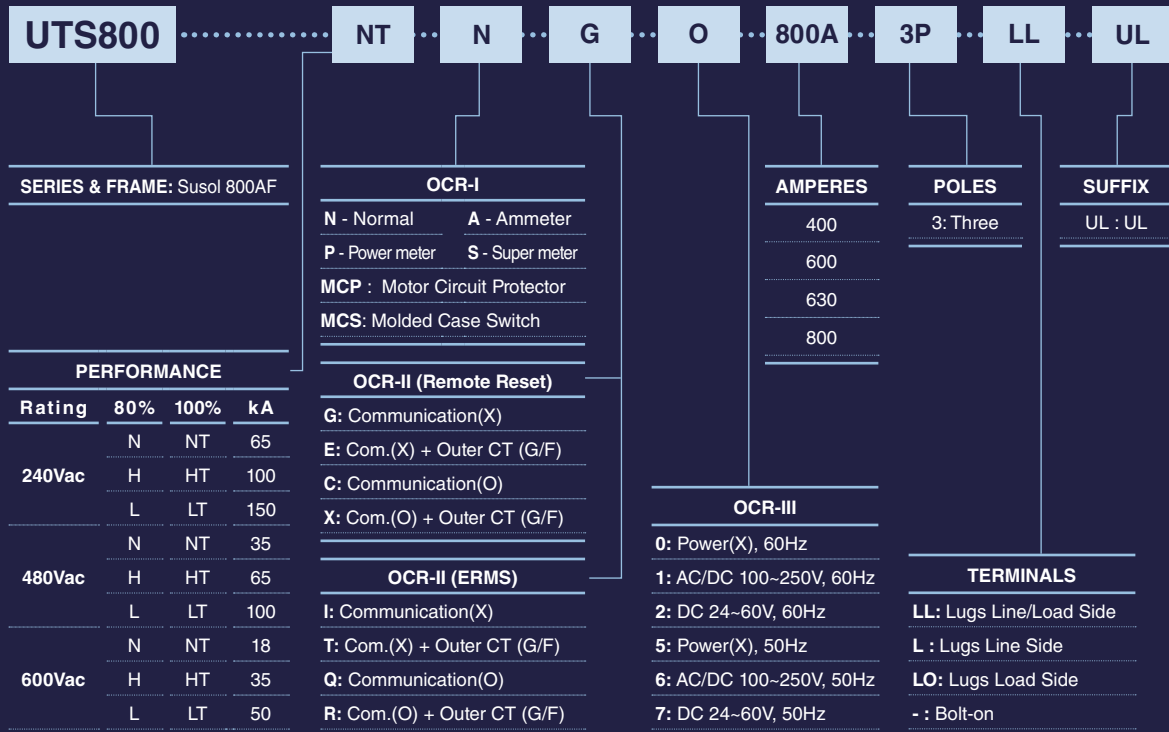 UTS800 NT N G O 800A 3P LL UL
SERIES & FRAME: Susol 800AF
PERFORMANCE
Rating 80% 100% kA
240Vac
N NT 65
H HT 100
L LT 150
480Vac
N NT 35
H HT 65
L LT 100
600Vac
N NT 18
H HT 35
L LT 50
OCR-I
N - Normal A - Ammeter
P - Power meter S - Super meter
MCP : Motor Circuit Protector
MCS: Molded Case Switch
OCR-II (Remote Reset)
G: Communication(X)
E: Com.(X) + Outer CT (G/F)
C: Communication(O)
X: Com.(O) + Outer CT (G/F)
OCR-II (ERMS)
I: Communication(X)
T: Com.(X) + Outer CT (G/F)
Q: Communication(O)
R: Com.(O) + Outer CT (G/F)
OCR-III
0: Power(X), 60Hz
1: AC/DC 100~250V, 60Hz
2: DC 24~60V, 60Hz
5: Power(X), 50Hz
6: AC/DC 100~250V, 50Hz
7: DC 24~60V, 50Hz
AMPERES
400
600
630
800
POLES
3: Three
TERMINALS
LL: Lugs Line/Load Side
L : Lugs Line Side
LO: Lugs Load Side
- : Bolt-on
SUFFIX
UL : UL